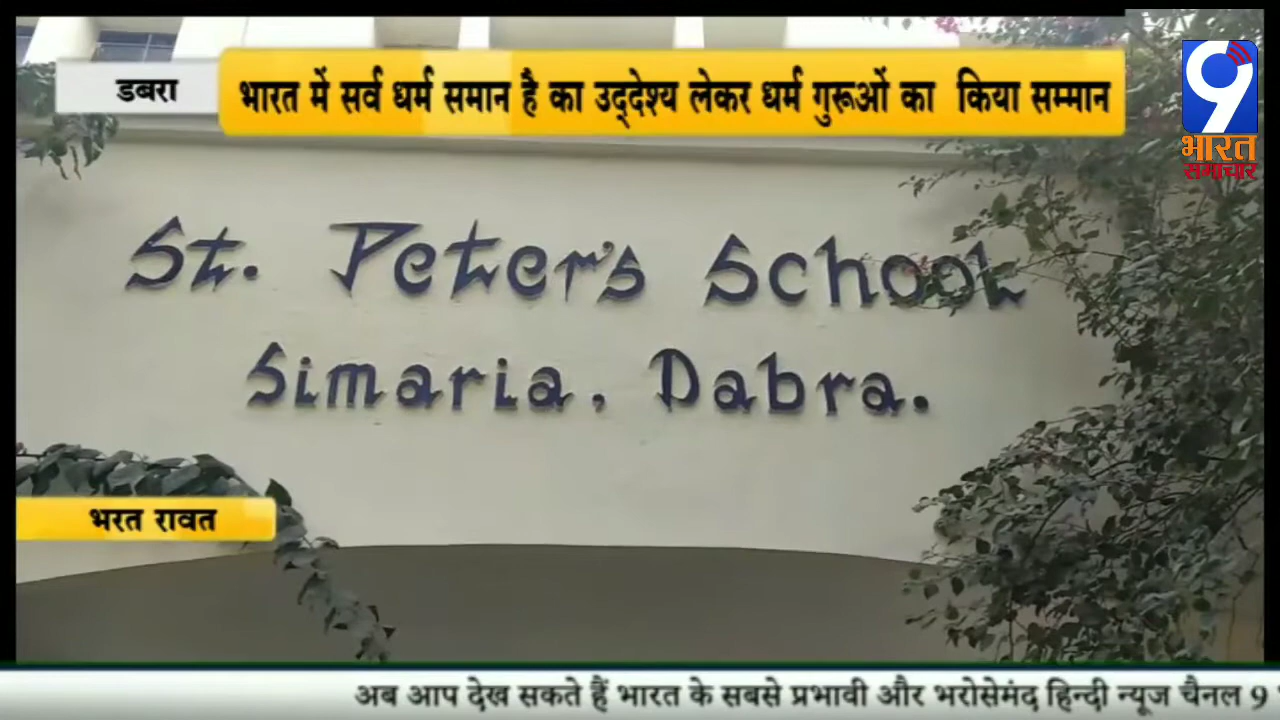 डबरा
भारत में सर्व धर्म समान है का उद्देश्य लेकर धर्म गुरूओं का किया सम्मान
9
भारत
समाचार
St. Peter's School
Simaria, Dabra.
भरत रावत
अब आप देख सकते हैं भारत के सबसे प्रभावी और भरोसेमंद हिन्दी न्यूज चैनल 9